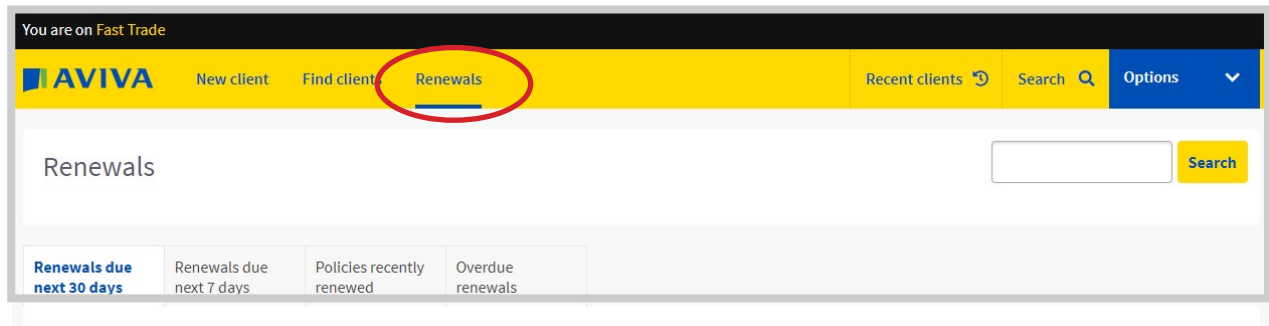 You are on Fast Trade
AVIVA New client Find clients Renewals Recent clients Search Options
Renewals Search
Renewals due next 30 days
Renewals due next 7 days
Policies recently renewed
Overdue renewals